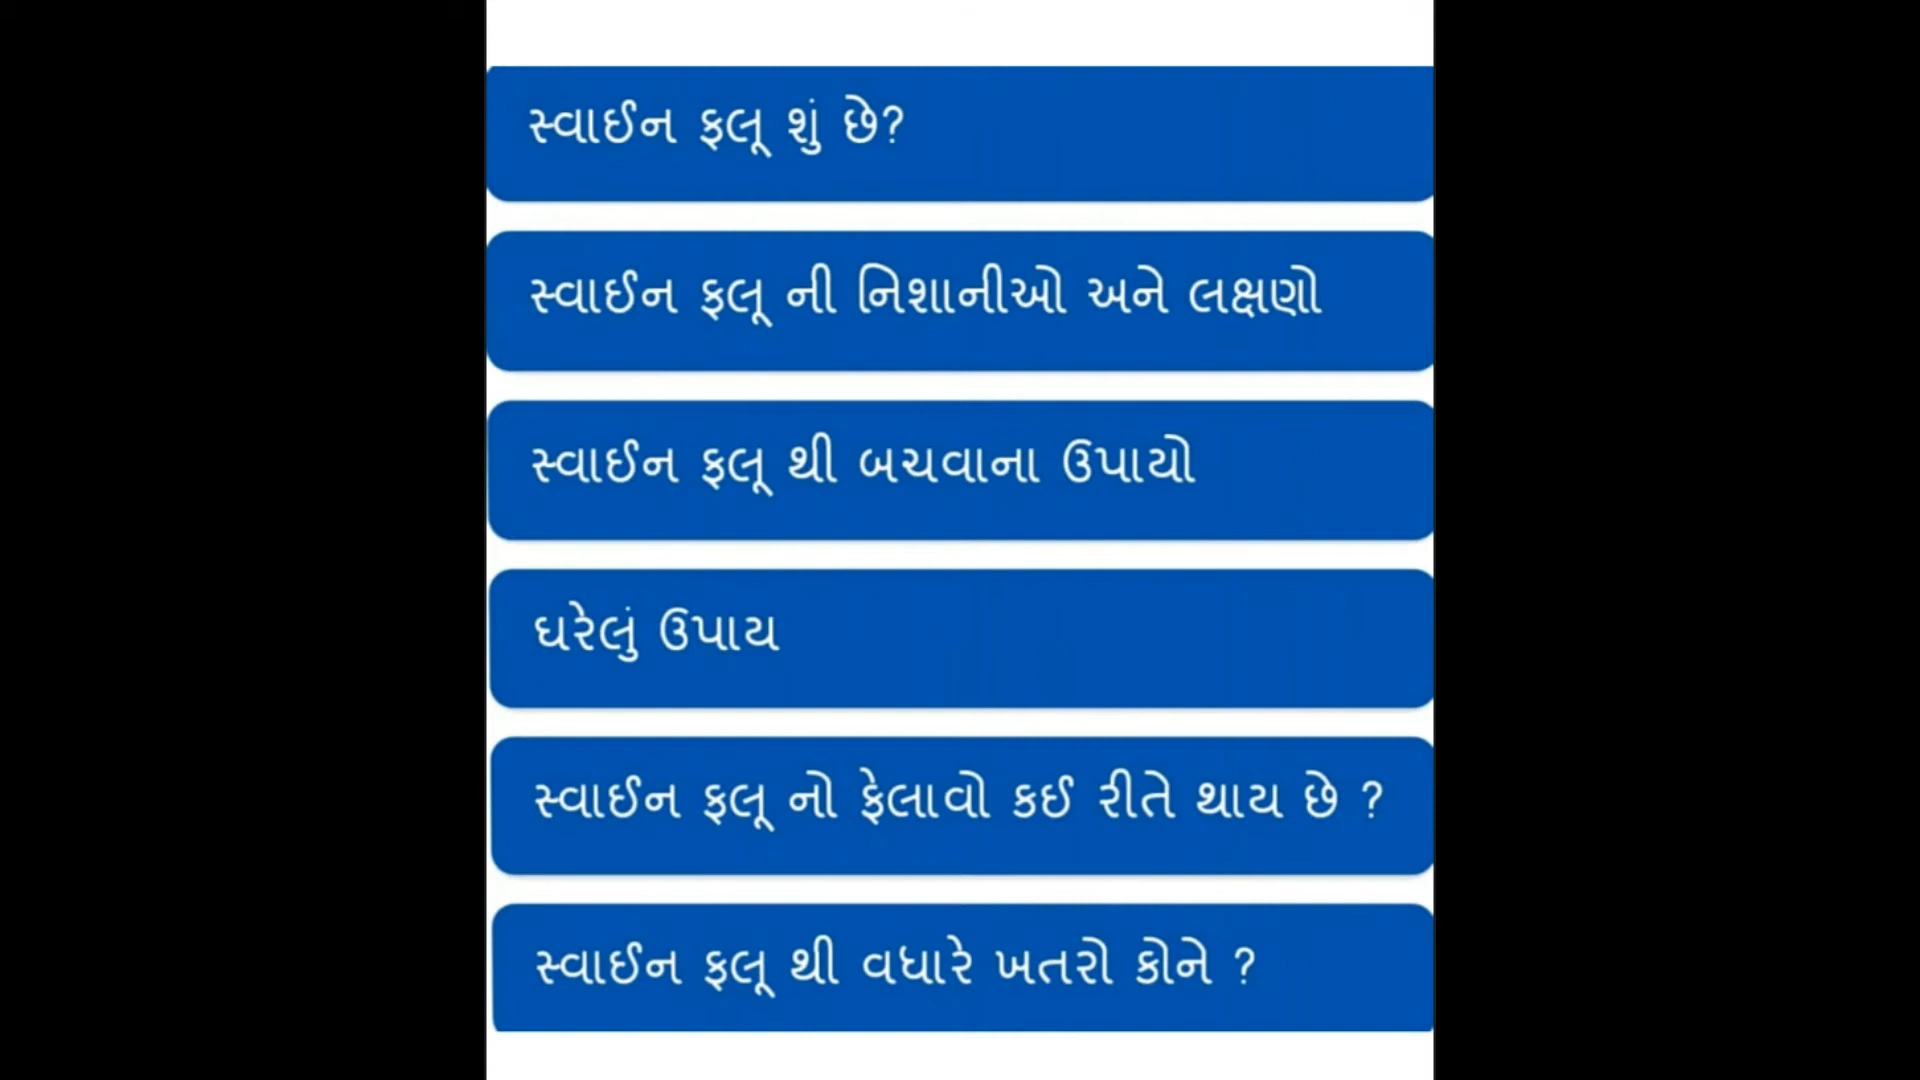 સ્વાઈન ફલૂ શું છે?
સ્વાઈન ફલૂ ની નિશાનીઓ અને લક્ષણો
સ્વાઈન ફલૂ થી બચવાના ઉપાયો
ઘરેલું ઉપાય
સ્વાઈન ફલૂ નો ફેલાવો કઈ રીતે થાય છે ?
સ્વાઈન ફલૂ થી વધારે ખતરો કોને ?